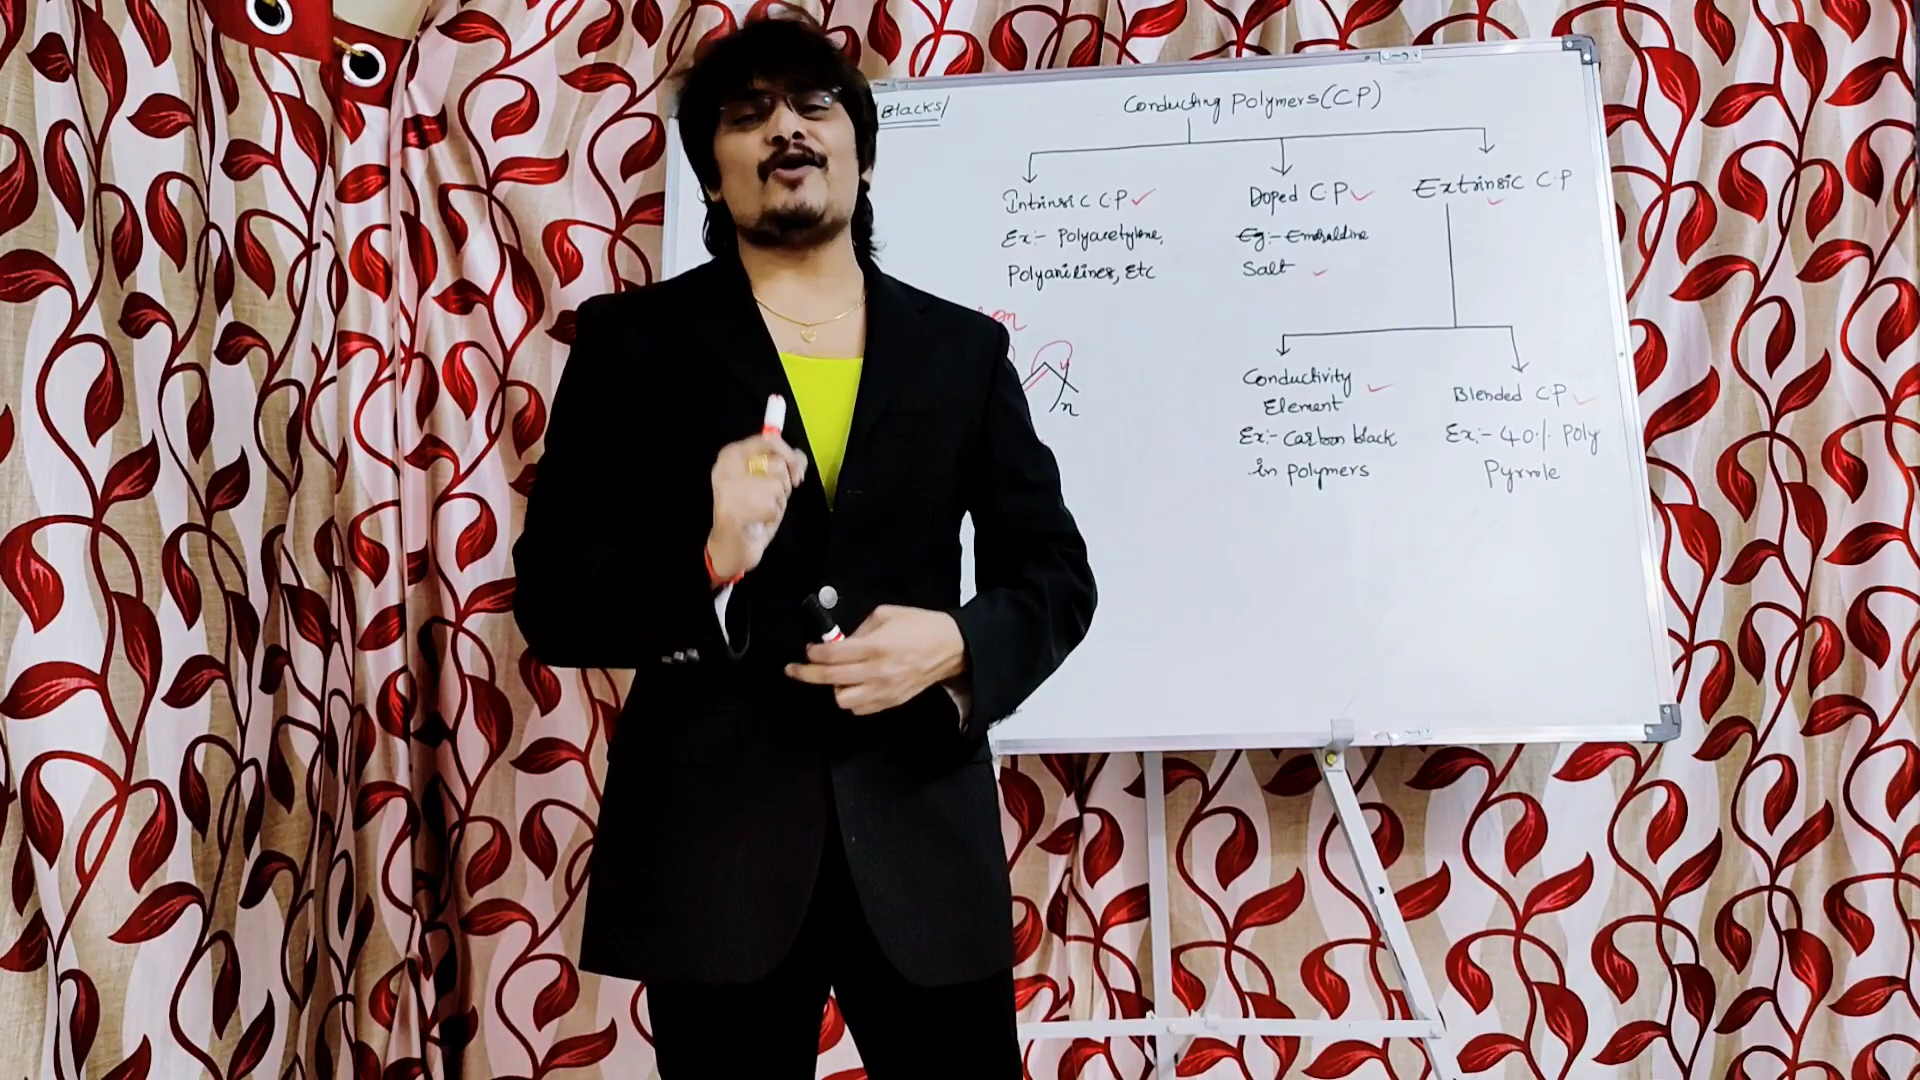 Blacks/
Conducting Polymers(CP)
Intrinsic CP
Ex:- Polyacetylene,
Polyanilines, Etc
Doped CP
Eg:- Emeraldine
Salt
Extrinsic CP
n
Conductivity
Element
Ex:- Carbon black
in polymers
Blended CP
Ex:- 40% Poly
Pyrrole